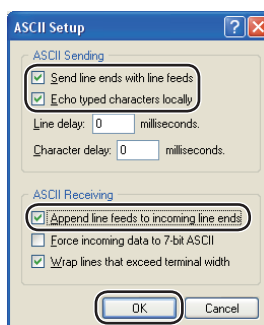 ASCII Setup
ASCII Sending
Send line ends with line feeds
Echo typed characters locally
Line delay: 0 milliseconds.
Character delay: 0 milliseconds.
ASCII Receiving
Append line feeds to incoming line ends
Force incoming data to 7-bit ASCII
Wrap lines that exceed terminal width
OK Cancel